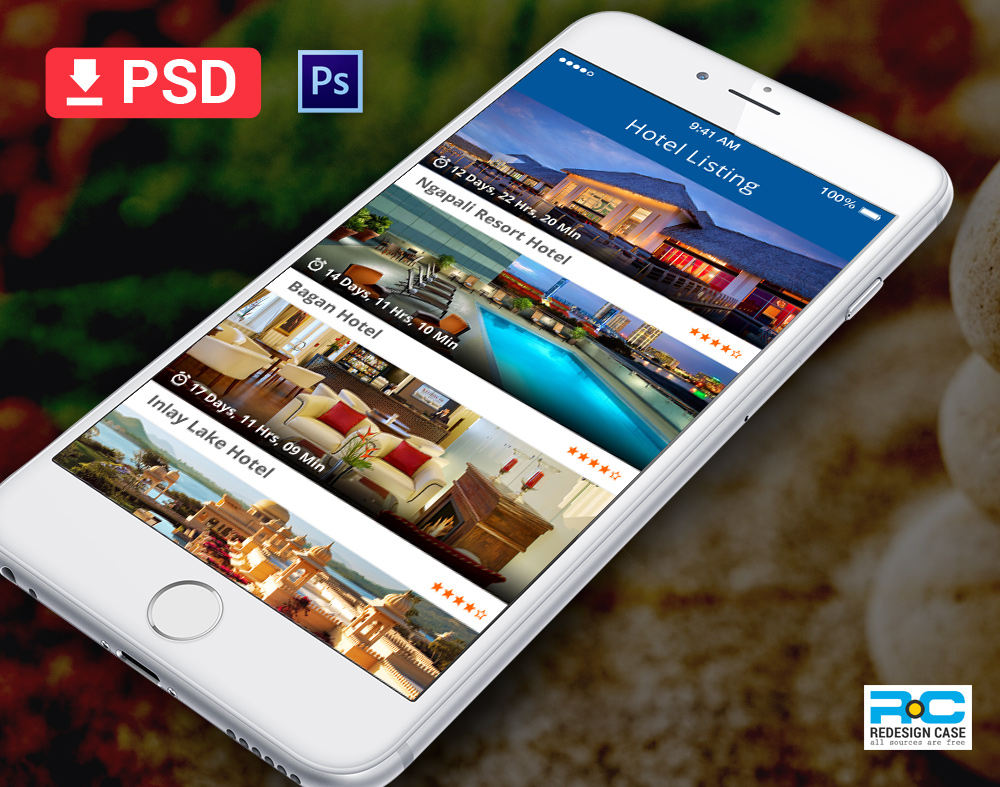 PSD
Ps
9:41 AM
100%
Hotel Listing
12 Days, 22 Hrs, 20 Min
Ngapali Resort Hotel
14 Days, 11 Hrs, 10 Min
Bagan Hotel
17 Days, 11 Hrs, 09 Min
Inlay Lake Hotel
RC
REDESIGN CASE
all sources are free